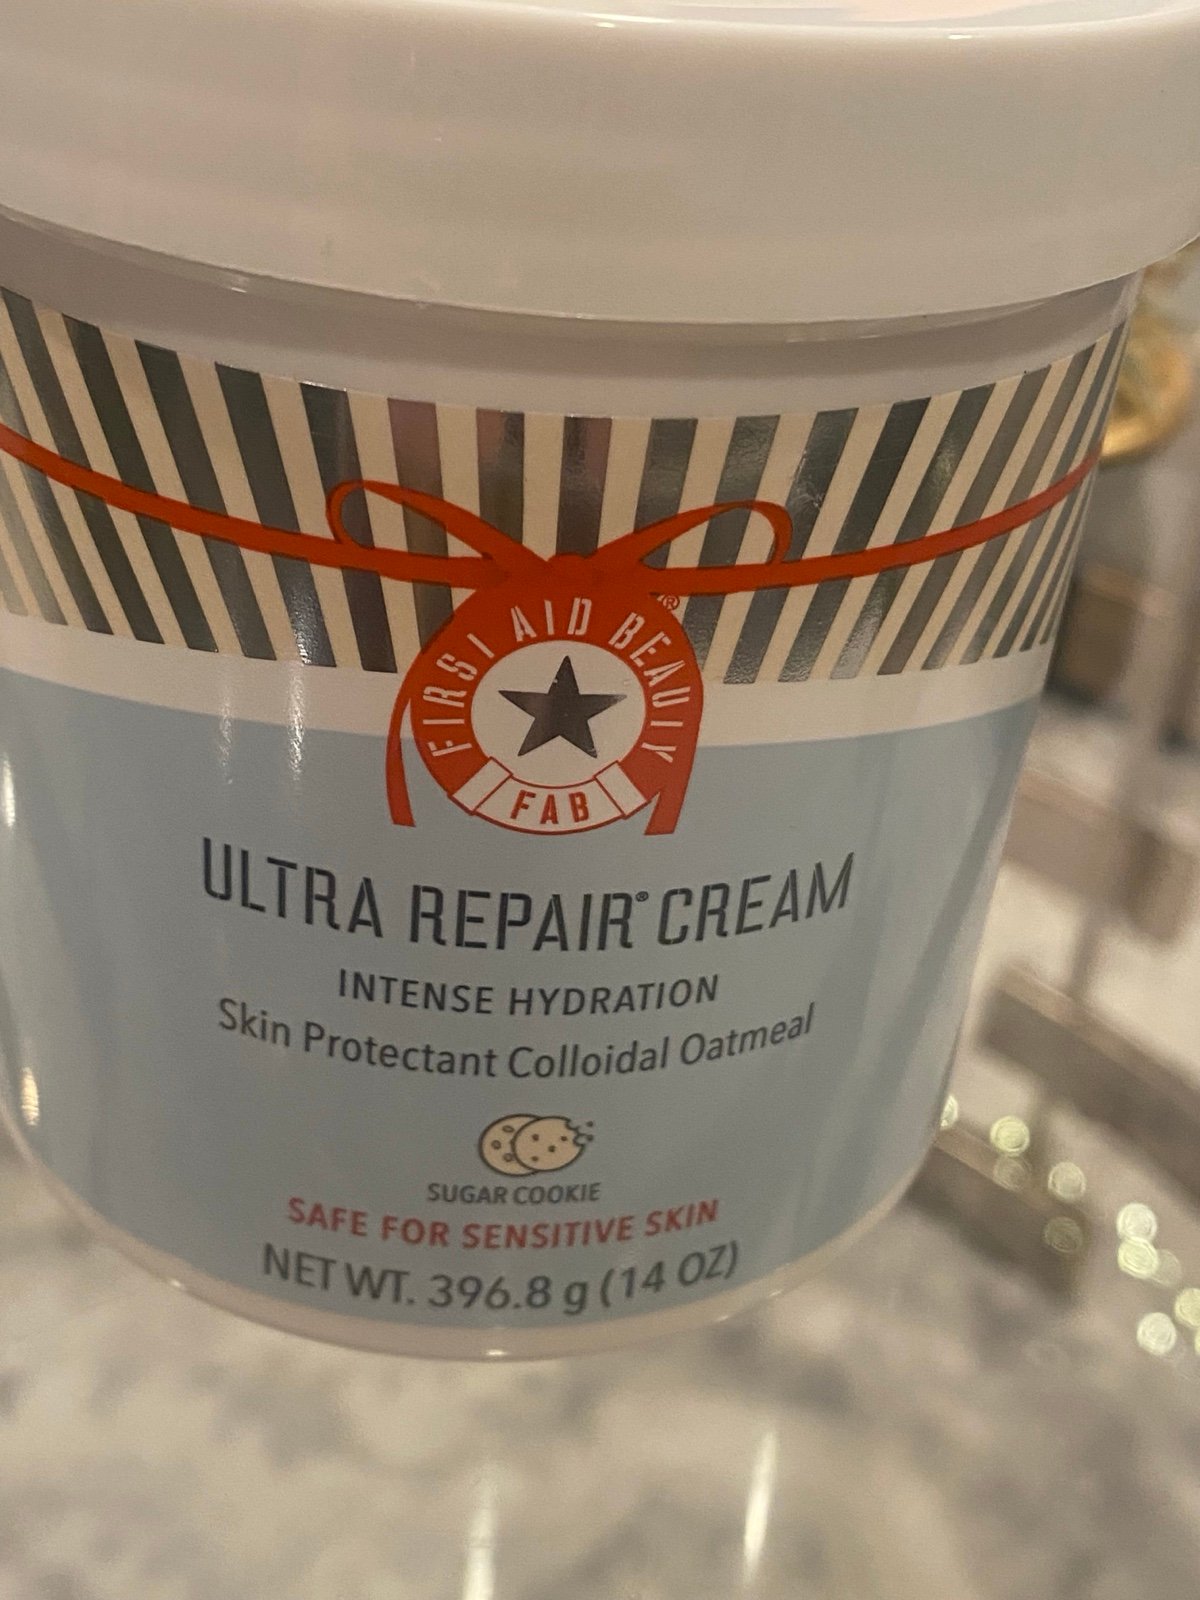 FIRST AID BEAUTY®
FAB
ULTRA REPAIR® CREAM
INTENSE HYDRATION
Skin Protectant Colloidal Oatmeal
SUGAR COOKIE
SAFE FOR SENSITIVE SKIN
NET WT. 396.8 g (14 OZ)